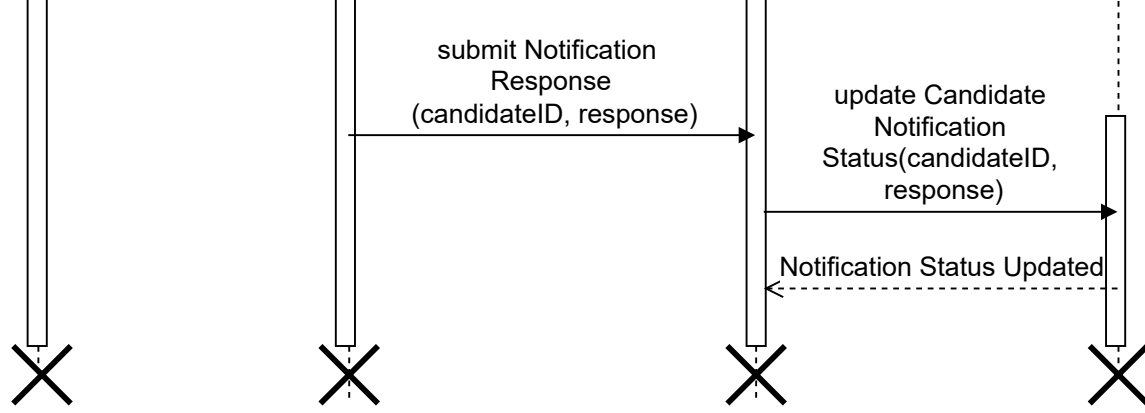 submit Notification
Response
(candidateID, response)
update Candidate
Notification
Status(candidateID,
response)
Notification Status Updated